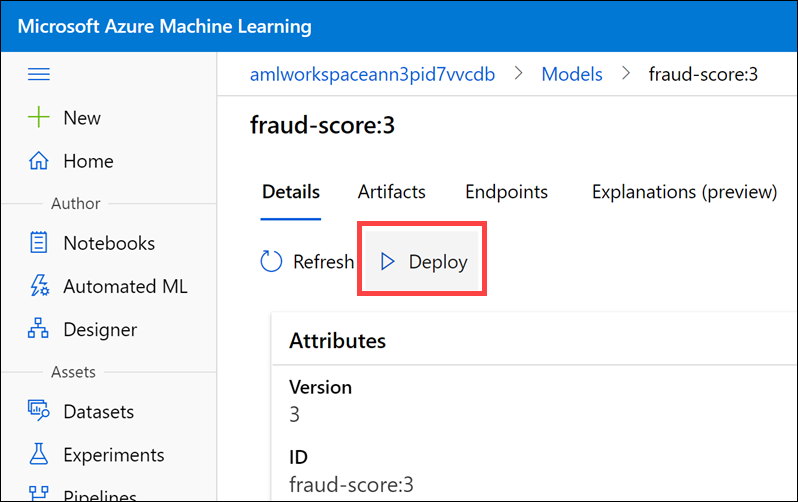 Microsoft Azure Machine Learning
amlworkspaceann3pid7vvcdb > Models > fraud-score:3
New
Home
Author
Notebooks
Automated ML
Designer
Assets
Datasets
Experiments
Pipelines
fraud-score:3
Details Artifacts Endpoints Explanations (preview)
Refresh Deploy
Attributes
Version
3
ID
fraud-score:3